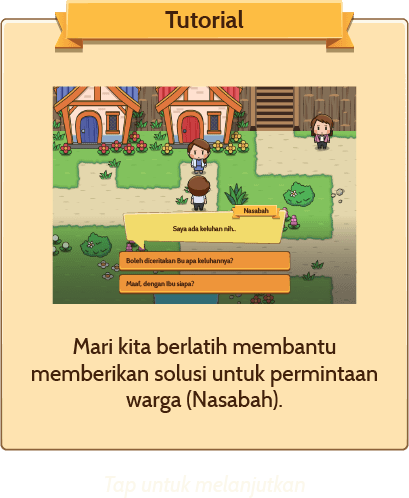 Tutorial
Nasabah
Saya ada keluhan nih..
Boleh diceritakan Bu apa keluhannya?
Maaf, dengan Ibu siapa?
Mari kita berlatih membantu
memberikan solusi untuk permintaan
warga (Nasabah).
Tap untuk melanjutkan